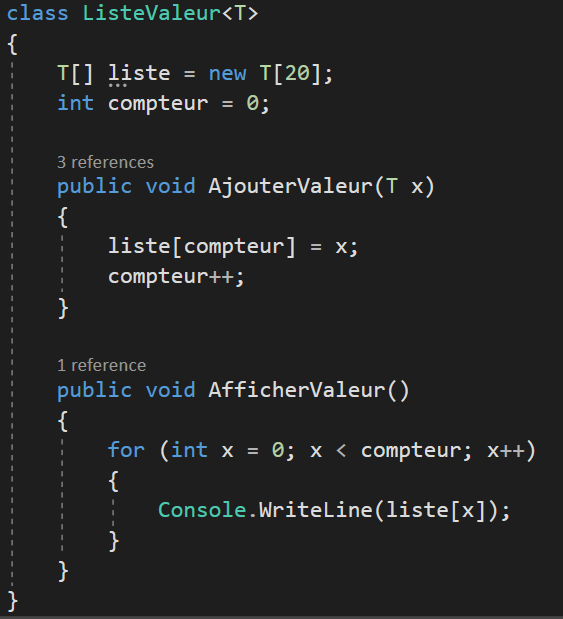 class ListeValeur<T>
{
    T[] liste = new T[20];
    int compteur = 0;

    3 references
    public void AjouterValeur(T x)
    {
        liste[compteur] = x;
        compteur++;
    }

    1 reference
    public void AfficherValeur()
    {
        for (int x = 0; x < compteur; x++)
        {
            Console.WriteLine(liste[x]);
        }
    }
}